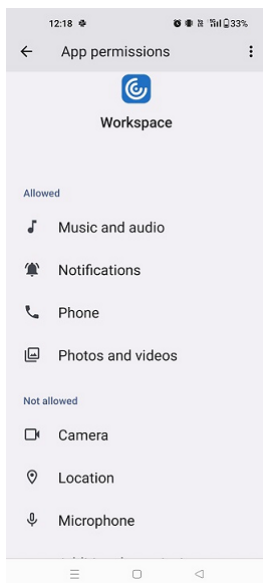 12:18
33%
App permissions
Workspace
Allowed
Music and audio
Notifications
Phone
Photos and videos
Not allowed
Camera
Location
Microphone